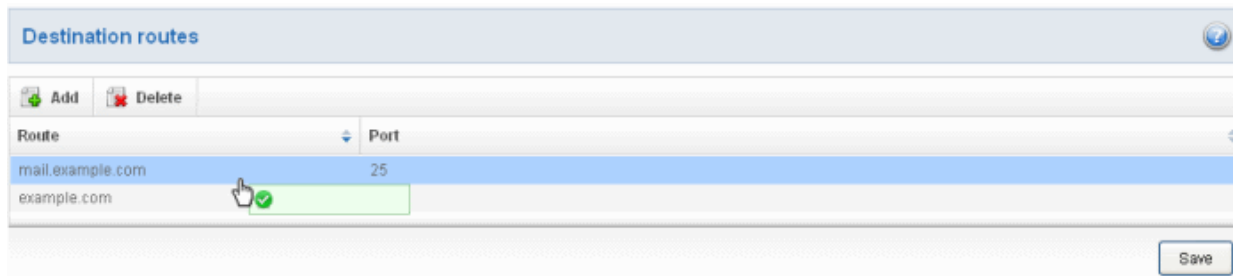 Destination routes
Add Delete
Route Port
mail.example.com 25
example.com
Save